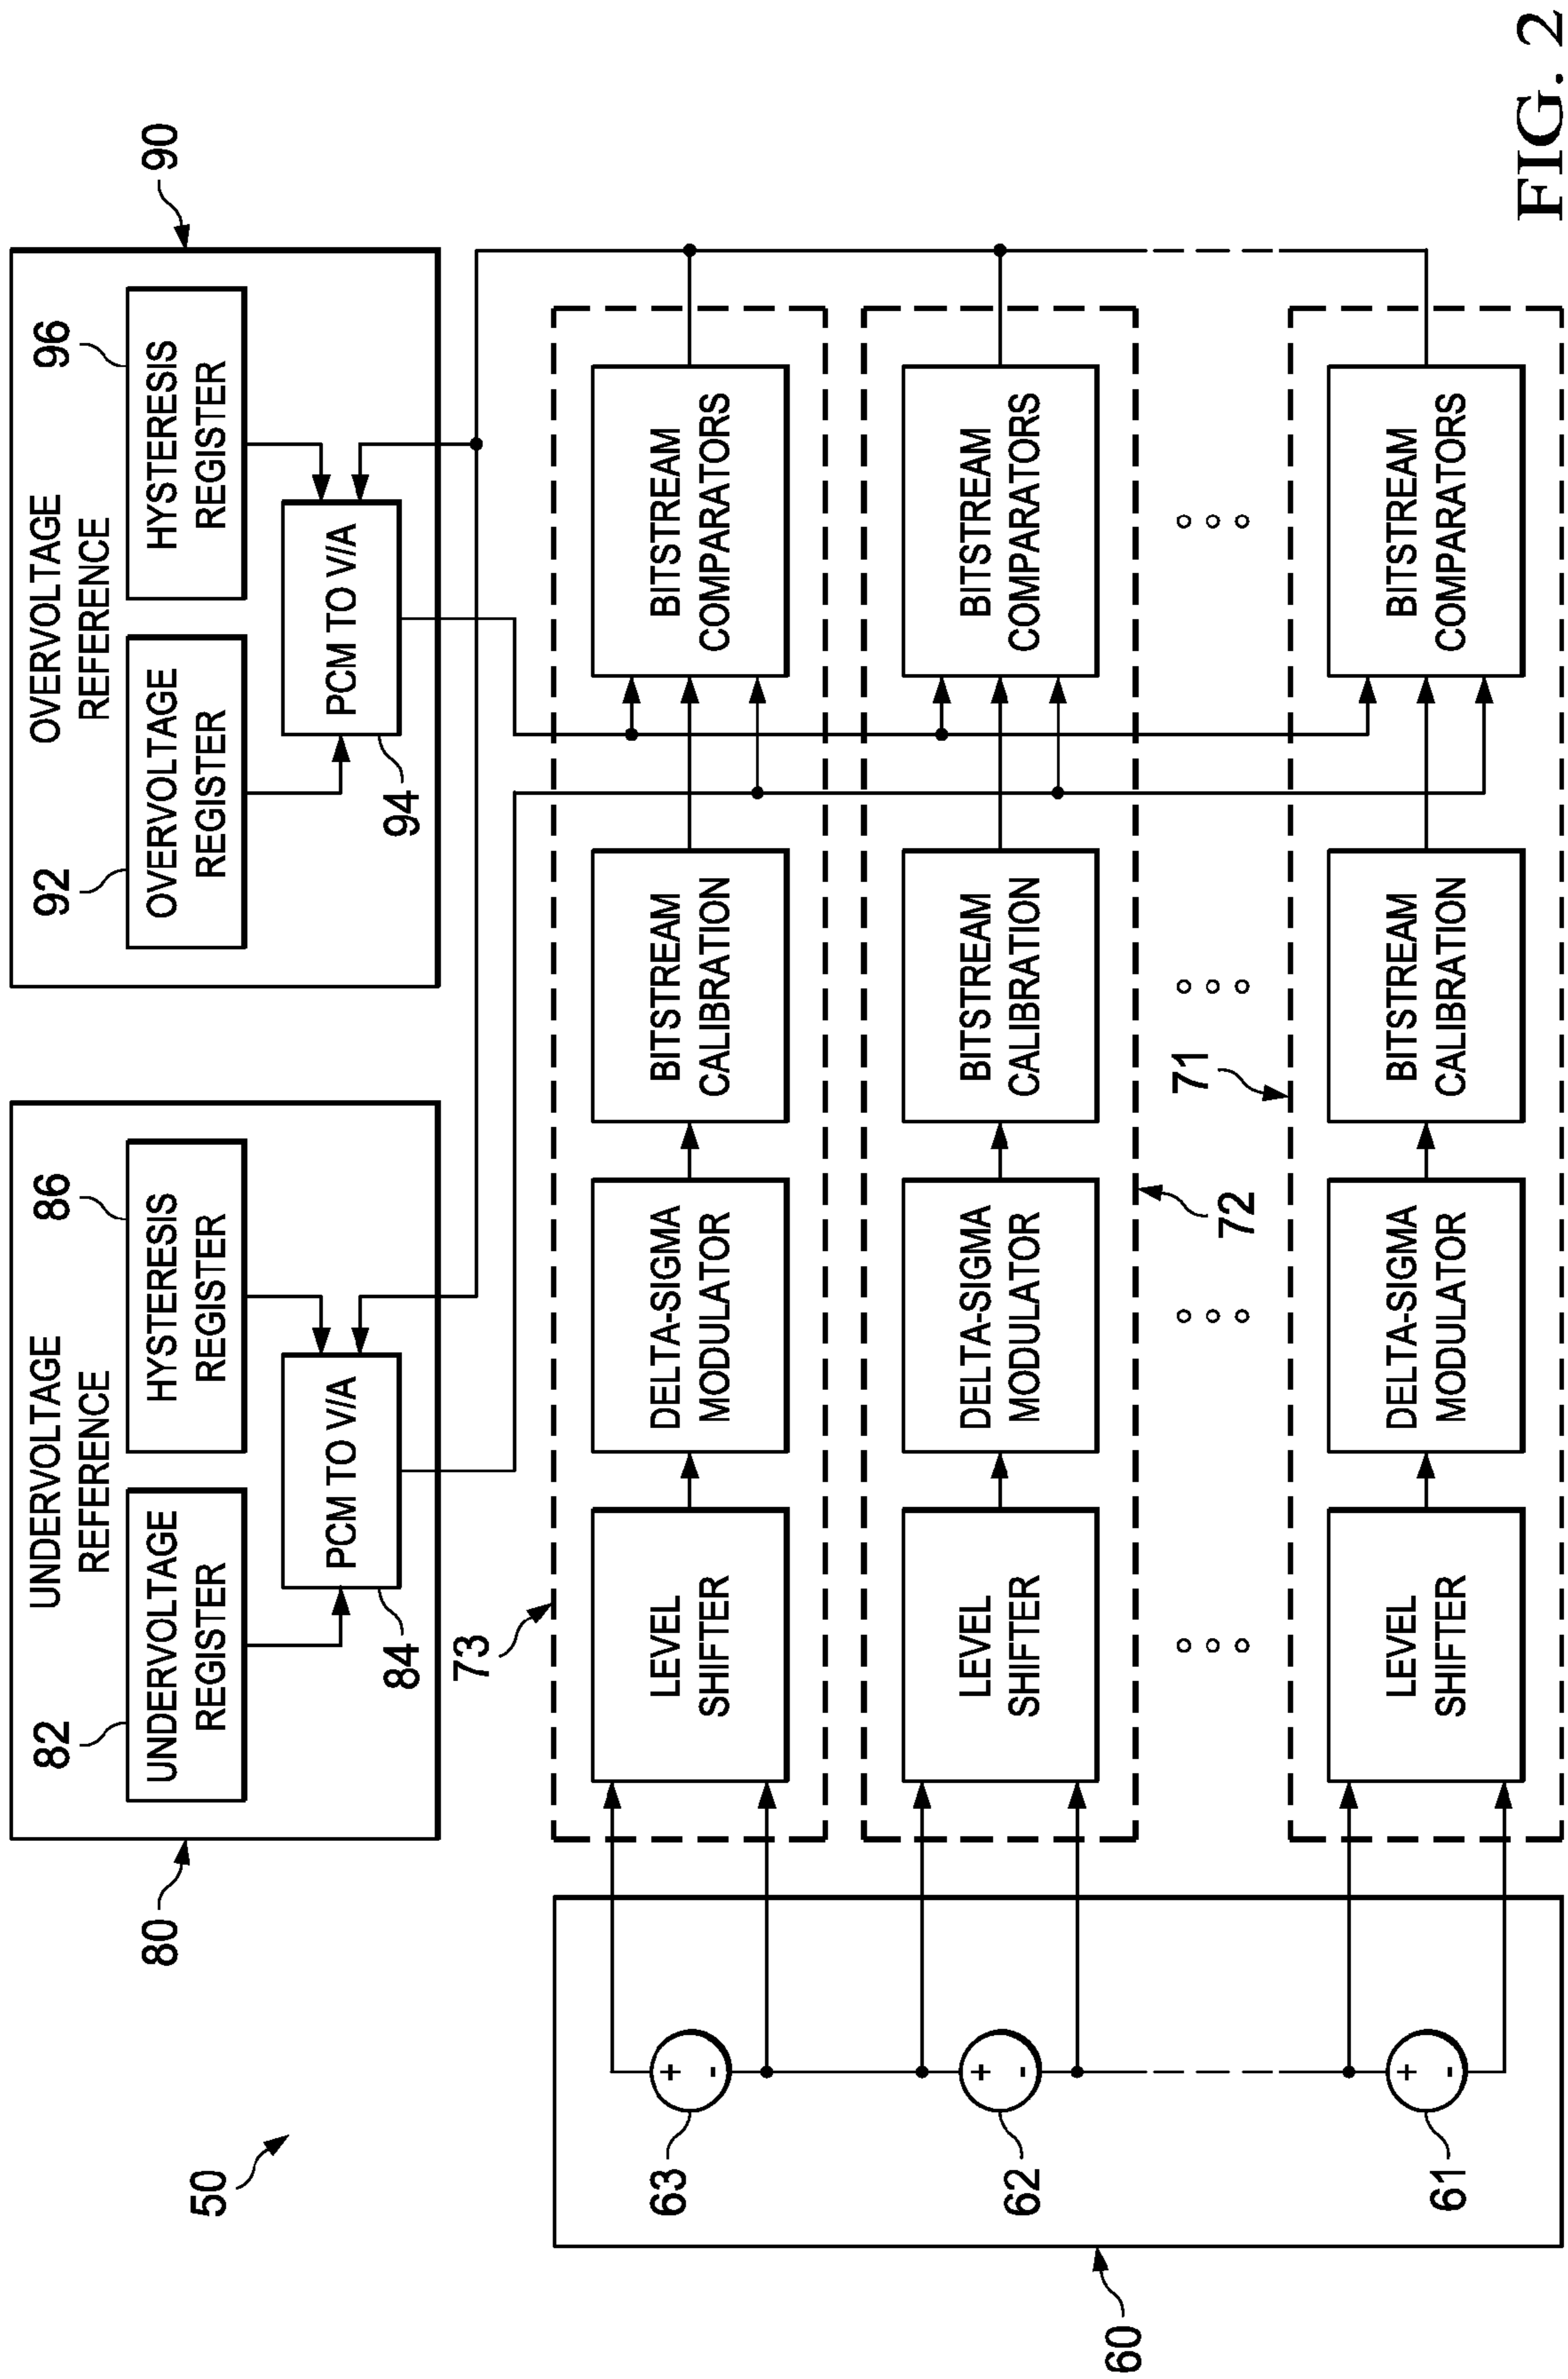 50
80
UNDERVOLTAGE
REFERENCE
82
UNDERVOLTAGE
REGISTER
86
HYSTERESIS
REGISTER
84
PCM TO V/A
90
OVERVOLTAGE
REFERENCE
92
OVERVOLTAGE
REGISTER
96
HYSTERESIS
REGISTER
94
PCM TO V/A
73
63
+
-
LEVEL
SHIFTER
DELTA-SIGMA
MODULATOR
BITSTREAM
CALIBRATION
BITSTREAM
COMPARATORS
62
+
-
LEVEL
SHIFTER
DELTA-SIGMA
MODULATOR
BITSTREAM
CALIBRATION
BITSTREAM
COMPARATORS
72
71
61
+
-
LEVEL
SHIFTER
DELTA-SIGMA
MODULATOR
BITSTREAM
CALIBRATION
BITSTREAM
COMPARATORS
60
FIG. 2